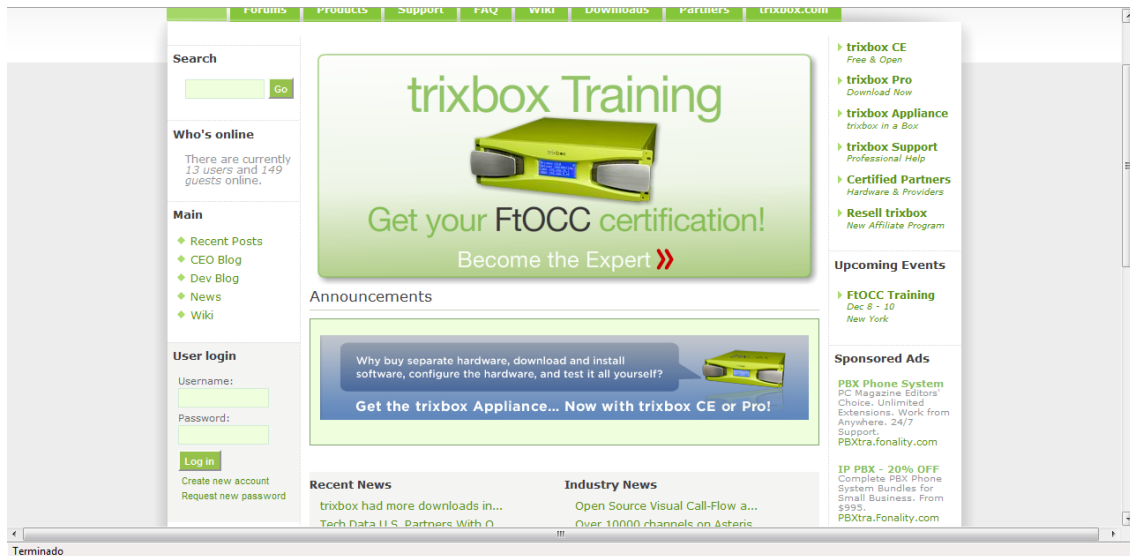 Forums Products Support FAQ Wiki Downloads Partners trixbox.com
Search
Go
Who's online
There are currently
13 users and 149
guests online.
Main
Recent Posts
CEO Blog
Dev Blog
News
Wiki
User login
Username:
Password:
Log in
Create new account
Request new password
trixbox Training
trixbox
Get your FtOCC certification!
Become the Expert
Announcements
Why buy separate hardware, download and install
software, configure the hardware, and test it all yourself?
Get the trixbox Appliance... Now with trixbox CE or Pro!
Recent News
trixbox had more downloads in...
Tech Data U.S. Partners With O...
Industry News
Open Source Visual Call-Flow a...
Over 10000 channels on Asteris...
trixbox CE
Free & Open
trixbox Pro
Download Now
trixbox Appliance
trixbox in a Box
trixbox Support
Professional Help
Certified Partners
Hardware & Providers
Resell trixbox
New Affiliate Program
Upcoming Events
FtOCC Training
Dec 8 - 10
New York
Sponsored Ads
PBX Phone System
PC Magazine Editors'
Choice. Unlimited
Extensions. Work from
Anywhere. 24/7
Support.
PBXtra.fonality.com
IP PBX - 20% OFF
Complete PBX Phone
System Bundles for
Small Business. From
$995.
PBXtra.Fonality.com
Terminado